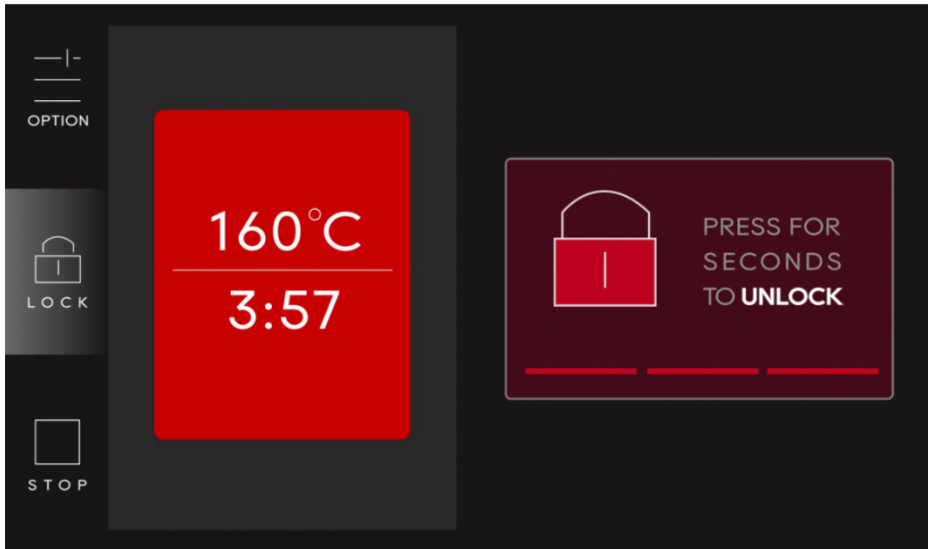 OPTION
LOCK
STOP
160°C
3:57
PRESS FOR
SECONDS
TO UNLOCK